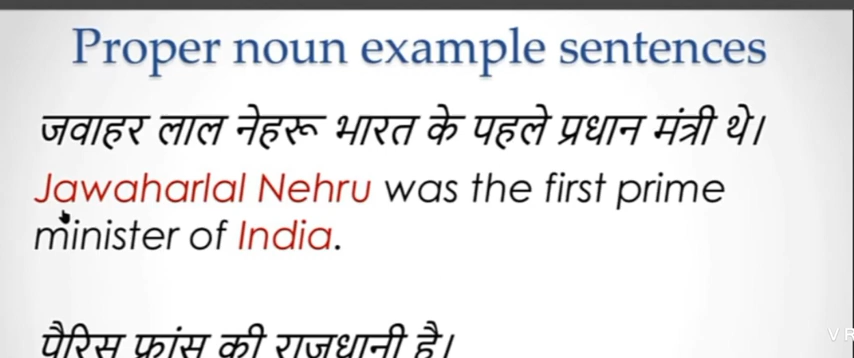 Proper noun example sentences
जवाहर लाल नेहरू भारत के पहले प्रधान मंत्री थे।
Jawaharlal Nehru was the first prime
minister of India.
पैरिस फ्रांस की राजधानी है।
V R